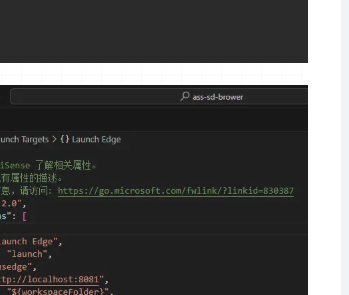 ass-sd-brower
unch Targets > {} Launch Edge
iSense 了解相关属性。
有属性的描述。
息，请访问: https://go.microsoft.com/fwlink/?linkid=830387
2.0",
ns": [
aunch Edge",
"launch",
sedge",
tp://localhost:8081",
"${workspaceFolder}",